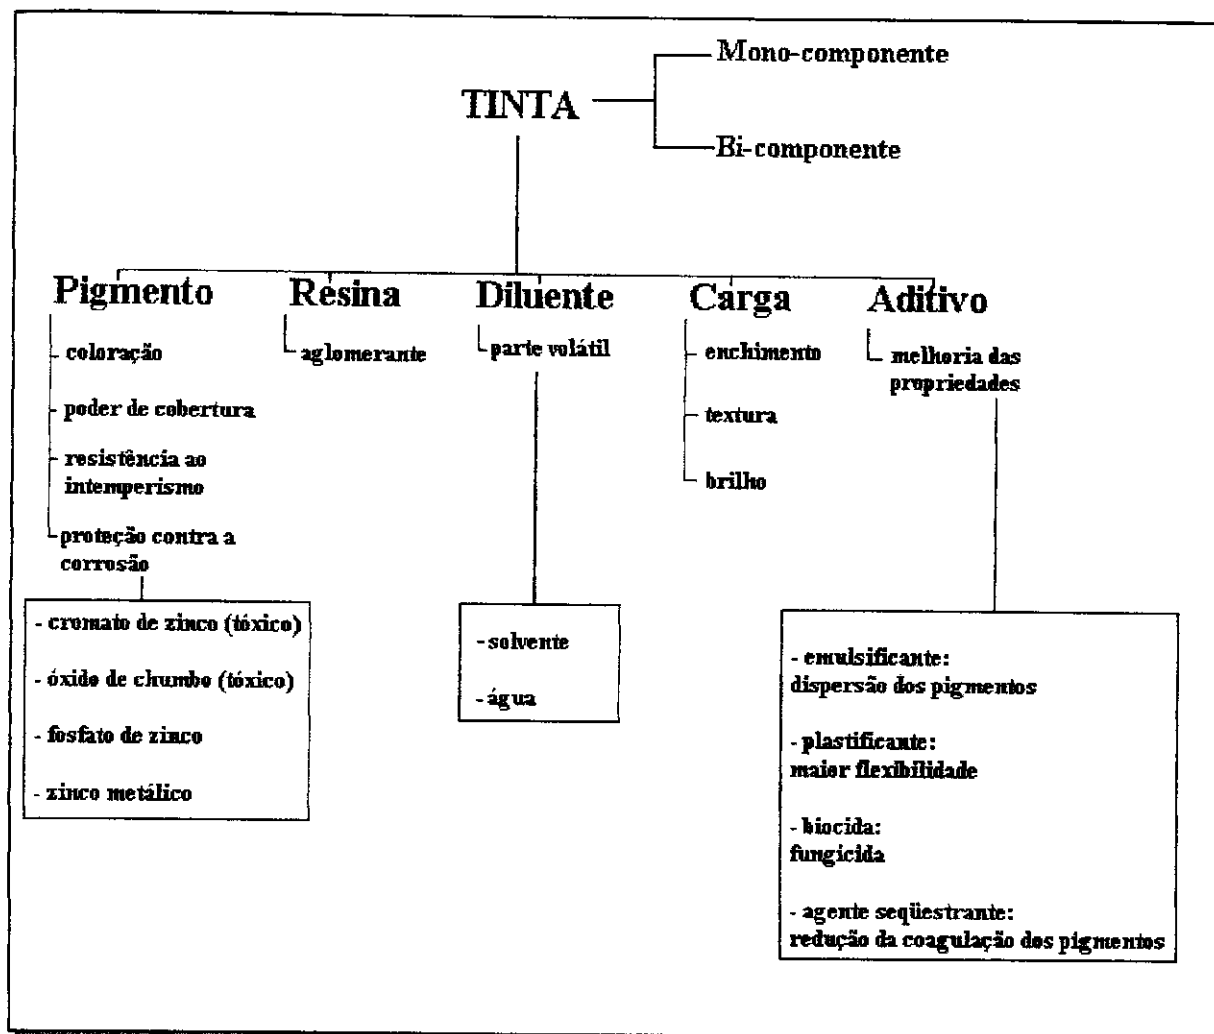 Mono-componente
TINTA
Bi-componente
Pigmento
Resina
Diluente
Carga
Aditivo
coloração
poder de cobertura
resistência ao
intemperismo
proteção contra a
corrosão
aglomerante
parte volátil
enchimento
textura
brilho
melhoria das
propriedades
- cromato de zinco (tóxico)
- óxido de chumbo (tóxico)
- fosfato de zinco
- zinco metálico
- solvente
- água
- emulsificante:
dispersão dos pigmentos
- plastificante:
maior flexibilidade
- biocida:
fungicida
- agente seqüestrante:
redução da coagulação dos pigmentos